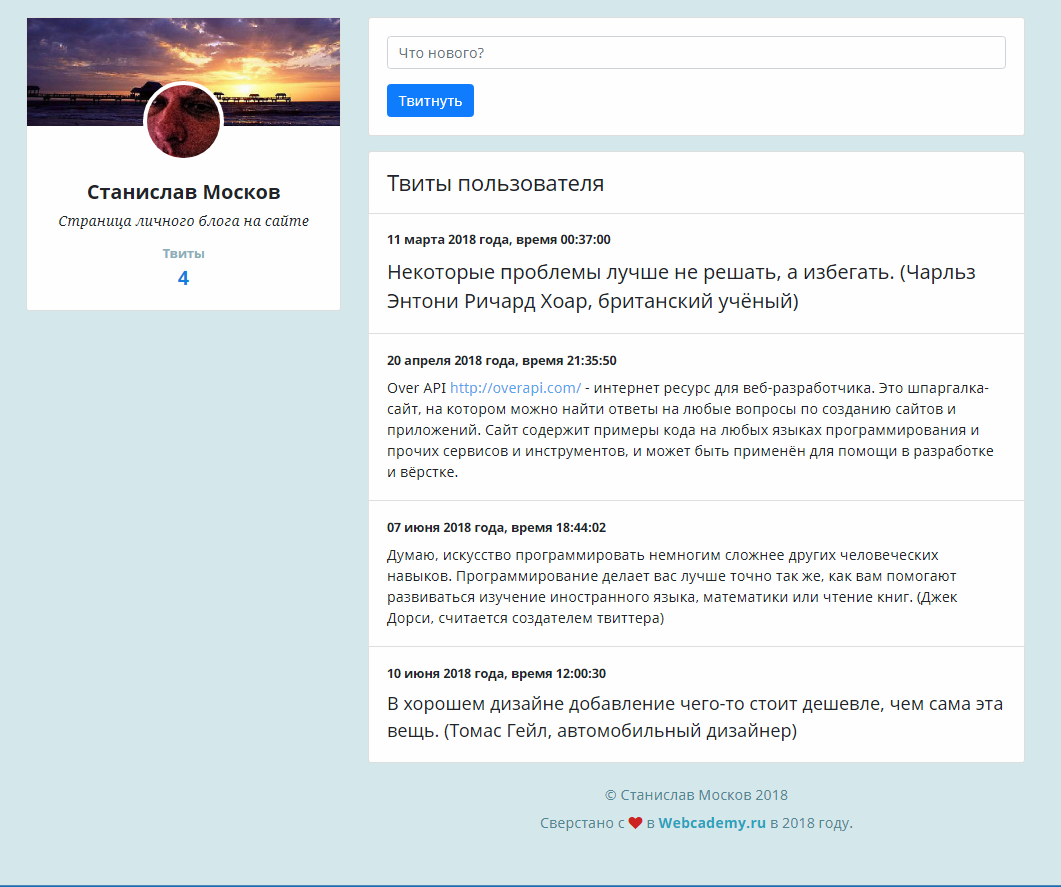 Станислав Москов
Страница личного блога на сайте
Твиты
4
Что нового?
Твитнуть
Твиты пользователя
11 марта 2018 года, время 00:37:00
Некоторые проблемы лучше не решать, а избегать. (Чарльз
Энтони Ричард Хоар, британский учёный)
20 апреля 2018 года, время 21:35:50
Over API http://overapi.com/ - интернет ресурс для веб-разработчика. Это шпаргалка-
сайт, на котором можно найти ответы на любые вопросы по созданию сайтов и
приложений. Сайт содержит примеры кода на любых языках программирования и
прочих сервисов и инструментов, и может быть применён для помощи в разработке
и вёрстке.
07 июня 2018 года, время 18:44:02
Думаю, искусство программировать немногим сложнее других человеческих
навыков. Программирование делает вас лучше точно так же, как вам помогают
развиваться изучение иностранного языка, математики или чтение книг. (Джек
Дорси, считается создателем твиттера)
10 июня 2018 года, время 12:00:30
В хорошем дизайне добавление чего-то стоит дешевле, чем сама эта
вещь. (Томас Гейл, автомобильный дизайнер)
© Станислав Москов 2018
Сверстано с ❤ в Webcademy.ru в 2018 году.